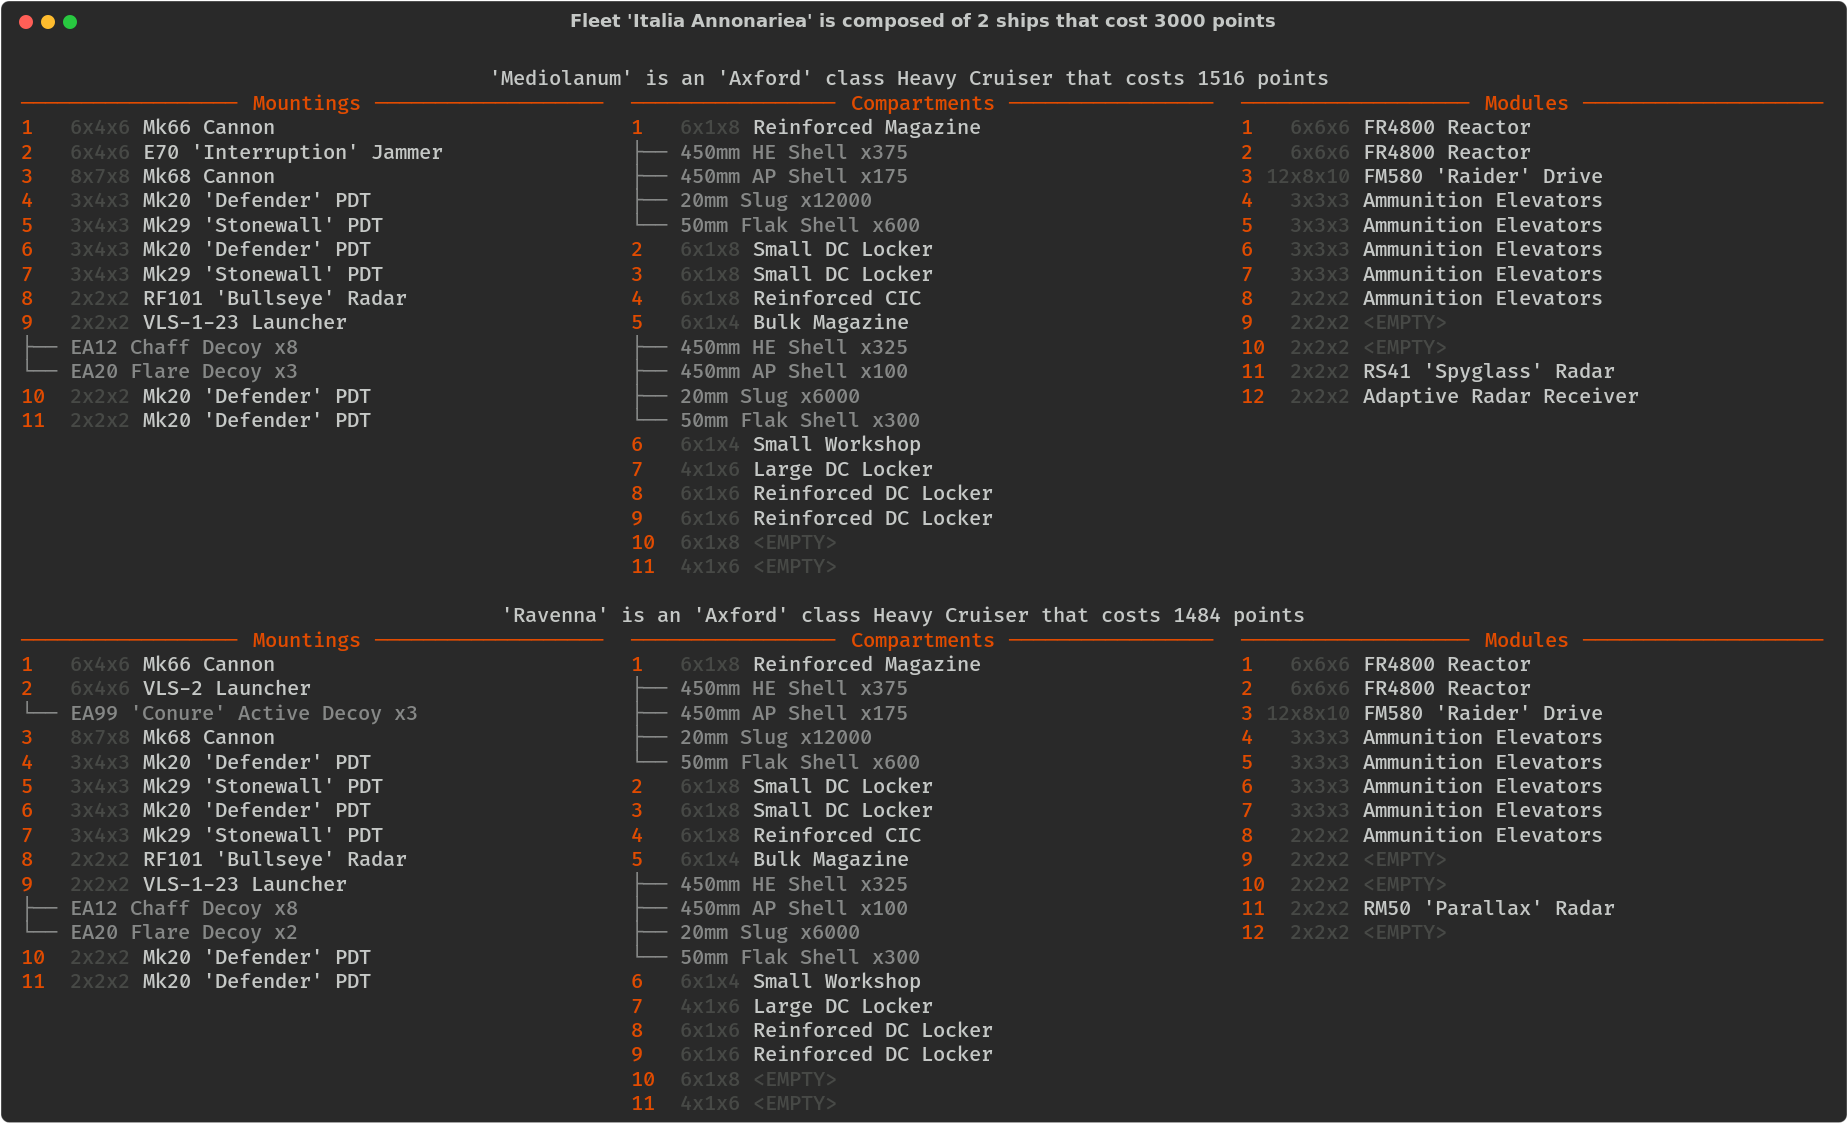 Fleet 'Italia Annonariea' is composed of 2 ships that cost 3000 points
'Mediolanum' is an 'Axford' class Heavy Cruiser that costs 1516 points
Mountings
1 6x4x6 Mk66 Cannon
2 6x4x6 E70 'Interruption' Jammer
3 8x7x8 Mk68 Cannon
4 3x4x3 Mk20 'Defender' PDT
5 3x4x3 Mk29 'Stonewall' PDT
6 3x4x3 Mk20 'Defender' PDT
7 3x4x3 Mk29 'Stonewall' PDT
8 2x2x2 RF101 'Bullseye' Radar
9 2x2x2 VLS-1-23 Launcher
├── EA12 Chaff Decoy x8
└── EA20 Flare Decoy x3
10 2x2x2 Mk20 'Defender' PDT
11 2x2x2 Mk20 'Defender' PDT
Compartments
1 6x1x8 Reinforced Magazine
├── 450mm HE Shell x375
├── 450mm AP Shell x175
├── 20mm Slug x12000
└── 50mm Flak Shell x600
2 6x1x8 Small DC Locker
3 6x1x8 Small DC Locker
4 6x1x8 Reinforced CIC
5 6x1x4 Bulk Magazine
├── 450mm HE Shell x325
├── 450mm AP Shell x100
├── 20mm Slug x6000
└── 50mm Flak Shell x300
6 6x1x4 Small Workshop
7 4x1x6 Large DC Locker
8 6x1x6 Reinforced DC Locker
9 6x1x6 Reinforced DC Locker
10 6x1x8 <EMPTY>
11 4x1x6 <EMPTY>
Modules
1 6x6x6 FR4800 Reactor
2 6x6x6 FR4800 Reactor
3 12x8x10 FM580 'Raider' Drive
4 3x3x3 Ammunition Elevators
5 3x3x3 Ammunition Elevators
6 3x3x3 Ammunition Elevators
7 3x3x3 Ammunition Elevators
8 2x2x2 Ammunition Elevators
9 2x2x2 <EMPTY>
10 2x2x2 <EMPTY>
11 2x2x2 RS41 'Spyglass' Radar
12 2x2x2 Adaptive Radar Receiver
'Ravenna' is an 'Axford' class Heavy Cruiser that costs 1484 points
Mountings
1 6x4x6 Mk66 Cannon
2 6x4x6 VLS-2 Launcher
└── EA99 'Conure' Active Decoy x3
3 8x7x8 Mk68 Cannon
4 3x4x3 Mk20 'Defender' PDT
5 3x4x3 Mk29 'Stonewall' PDT
6 3x4x3 Mk20 'Defender' PDT
7 3x4x3 Mk29 'Stonewall' PDT
8 2x2x2 RF101 'Bullseye' Radar
9 2x2x2 VLS-1-23 Launcher
├── EA12 Chaff Decoy x8
└── EA20 Flare Decoy x2
10 2x2x2 Mk20 'Defender' PDT
11 2x2x2 Mk20 'Defender' PDT
Compartments
1 6x1x8 Reinforced Magazine
├── 450mm HE Shell x375
├── 450mm AP Shell x175
├── 20mm Slug x12000
└── 50mm Flak Shell x600
2 6x1x8 Small DC Locker
3 6x1x8 Small DC Locker
4 6x1x8 Reinforced CIC
5 6x1x4 Bulk Magazine
├── 450mm HE Shell x325
├── 450mm AP Shell x100
├── 20mm Slug x6000
└── 50mm Flak Shell x300
6 6x1x4 Small Workshop
7 4x1x6 Large DC Locker
8 6x1x6 Reinforced DC Locker
9 6x1x6 Reinforced DC Locker
10 6x1x8 <EMPTY>
11 4x1x6 <EMPTY>
Modules
1 6x6x6 FR4800 Reactor
2 6x6x6 FR4800 Reactor
3 12x8x10 FM580 'Raider' Drive
4 3x3x3 Ammunition Elevators
5 3x3x3 Ammunition Elevators
6 3x3x3 Ammunition Elevators
7 3x3x3 Ammunition Elevators
8 2x2x2 Ammunition Elevators
9 2x2x2 <EMPTY>
10 2x2x2 <EMPTY>
11 2x2x2 RM50 'Parallax' Radar
12 2x2x2 <EMPTY>